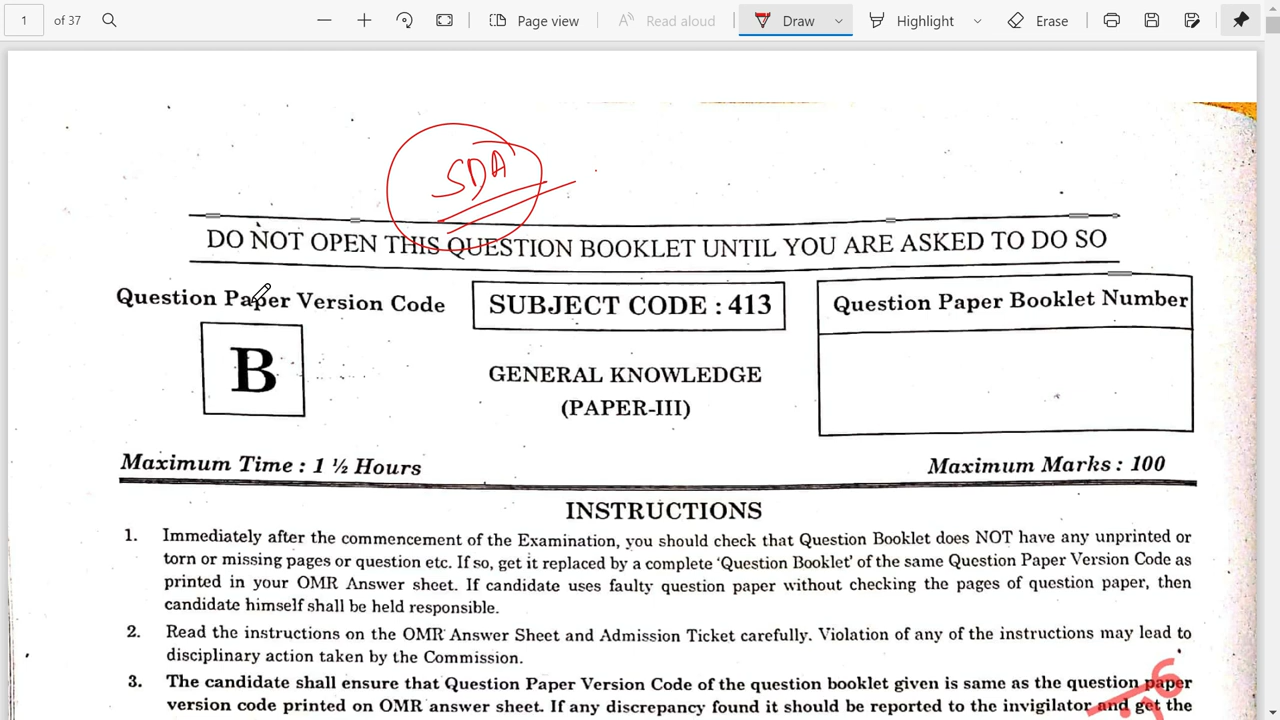 1 of 37 Page view Read aloud Draw Highlight Erase
SDA
DO NOT OPEN THIS QUESTION BOOKLET UNTIL YOU ARE ASKED TO DO SO
Question Paper Version Code
SUBJECT CODE : 413
Question Paper Booklet Number
B
GENERAL KNOWLEDGE
(PAPER-III)
Maximum Time : 1 ½ Hours
Maximum Marks : 100
INSTRUCTIONS
1. Immediately after the commencement of the Examination, you should check that Question Booklet does NOT have any unprinted or
torn or missing pages or question etc. If so, get it replaced by a complete ‘Question Booklet’ of the same Question Paper Version Code as
printed in your OMR Answer sheet. If candidate uses faulty question paper without checking the pages of question paper, then
candidate himself shall be held responsible.
2. Read the instructions on the OMR Answer Sheet and Admission Ticket carefully. Violation of any of the instructions may lead to
disciplinary action taken by the Commission.
3. The candidate shall ensure that Question Paper Version Code of the question booklet given is same as the question paper
version code printed on OMR answer sheet. If any discrepancy found it should be reported to the invigilator and get the